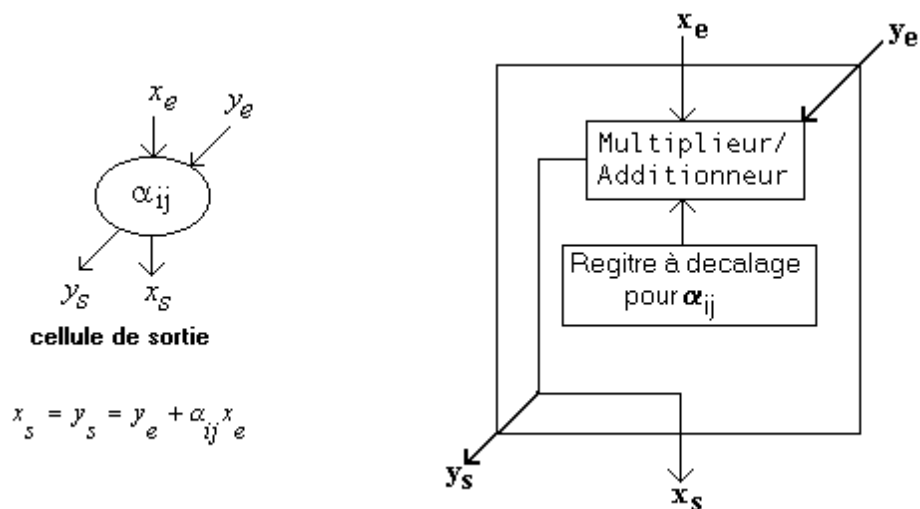 x_e
y_e
α_ij
y_s
x_s
cellule de sortie
x_s = y_s = y_e + α_ij x_e
x_e
y_e
Multiplieur/
Additionneur
Regitre à decalage
pour α_ij
y_s
x_s